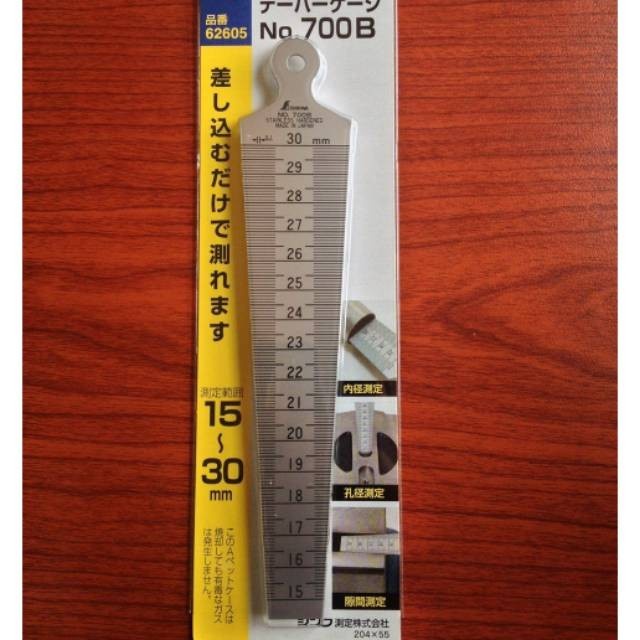 品番
62605
テーパーゲージ
No.700B
差し込むだけで測れます
測定範囲
15
〜
30
mm
このAペットケースは
焼却しても有毒なガス
は発生しません。
SHINWA
NO. 700B
STAINLESS HARDENED
MADE IN JAPAN
30 mm
29
28
27
26
25
24
23
22
21
20
19
18
17
16
15
内径測定
孔径測定
隙間測定
シンワ測定株式会社
204×55